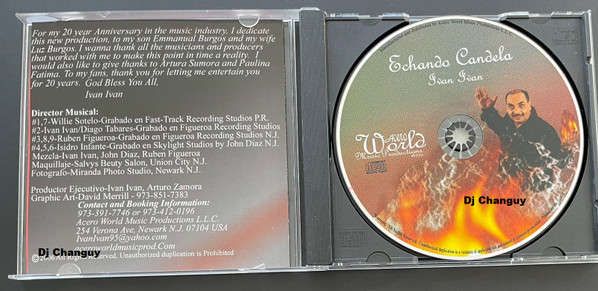 For my 20 year Anniversary in the music industry, I dedicate
this new production, to my son Emmanual Burgos and my wife
Luz Burgos. I wanna thank all the musicians and producers
that worked with me to make this point in time a reality. I
would also like to give thanks to Artura Sumora and Paulina
Fatima. To my fans, thank you for letting me entertain you
for 20 years. God Bless You All,
Ivan Ivan
Director Musical:
#1,7-Willie Sotelo-Grabado en Fast-Track Recording Studios P.R.
#2-Ivan Ivan/Diago Tabares-Grabado en Figueroa Recording Studios
#3,8,9-Ruben Figueroa-Grabado en Figueroa Recording Studios N.J.
#4,5,6-Isidro Infante-Grabado en Skylight Studios by John Diaz N.J.
Mezcla-Ivan Ivan, John Diaz, Ruben Figueroa
Maquillaje-Salvys Beuty Salon, Union City N.J.
Fotografo-Miranda Photo Studio, Newark N.J.
Productor Ejecutivo-Ivan Ivan, Arturo Zamora
Graphic Art-David Merrill - 973-851-7383
Contact and Booking Information:
973-391-7746 or 973-412-0196
Acero World Music Productions L.L.C.
254 Verona Ave, Newark N.J. 07104 USA
IvanIvan95@yahoo.com
aceroworldmusicprod.Com
Dj Changuy
©2006 All Rights Reserved. Unauthorized duplication is Prohibited
Echando Candela
Ivan Ivan
Acero
World
Music Productions
Dj Changuy